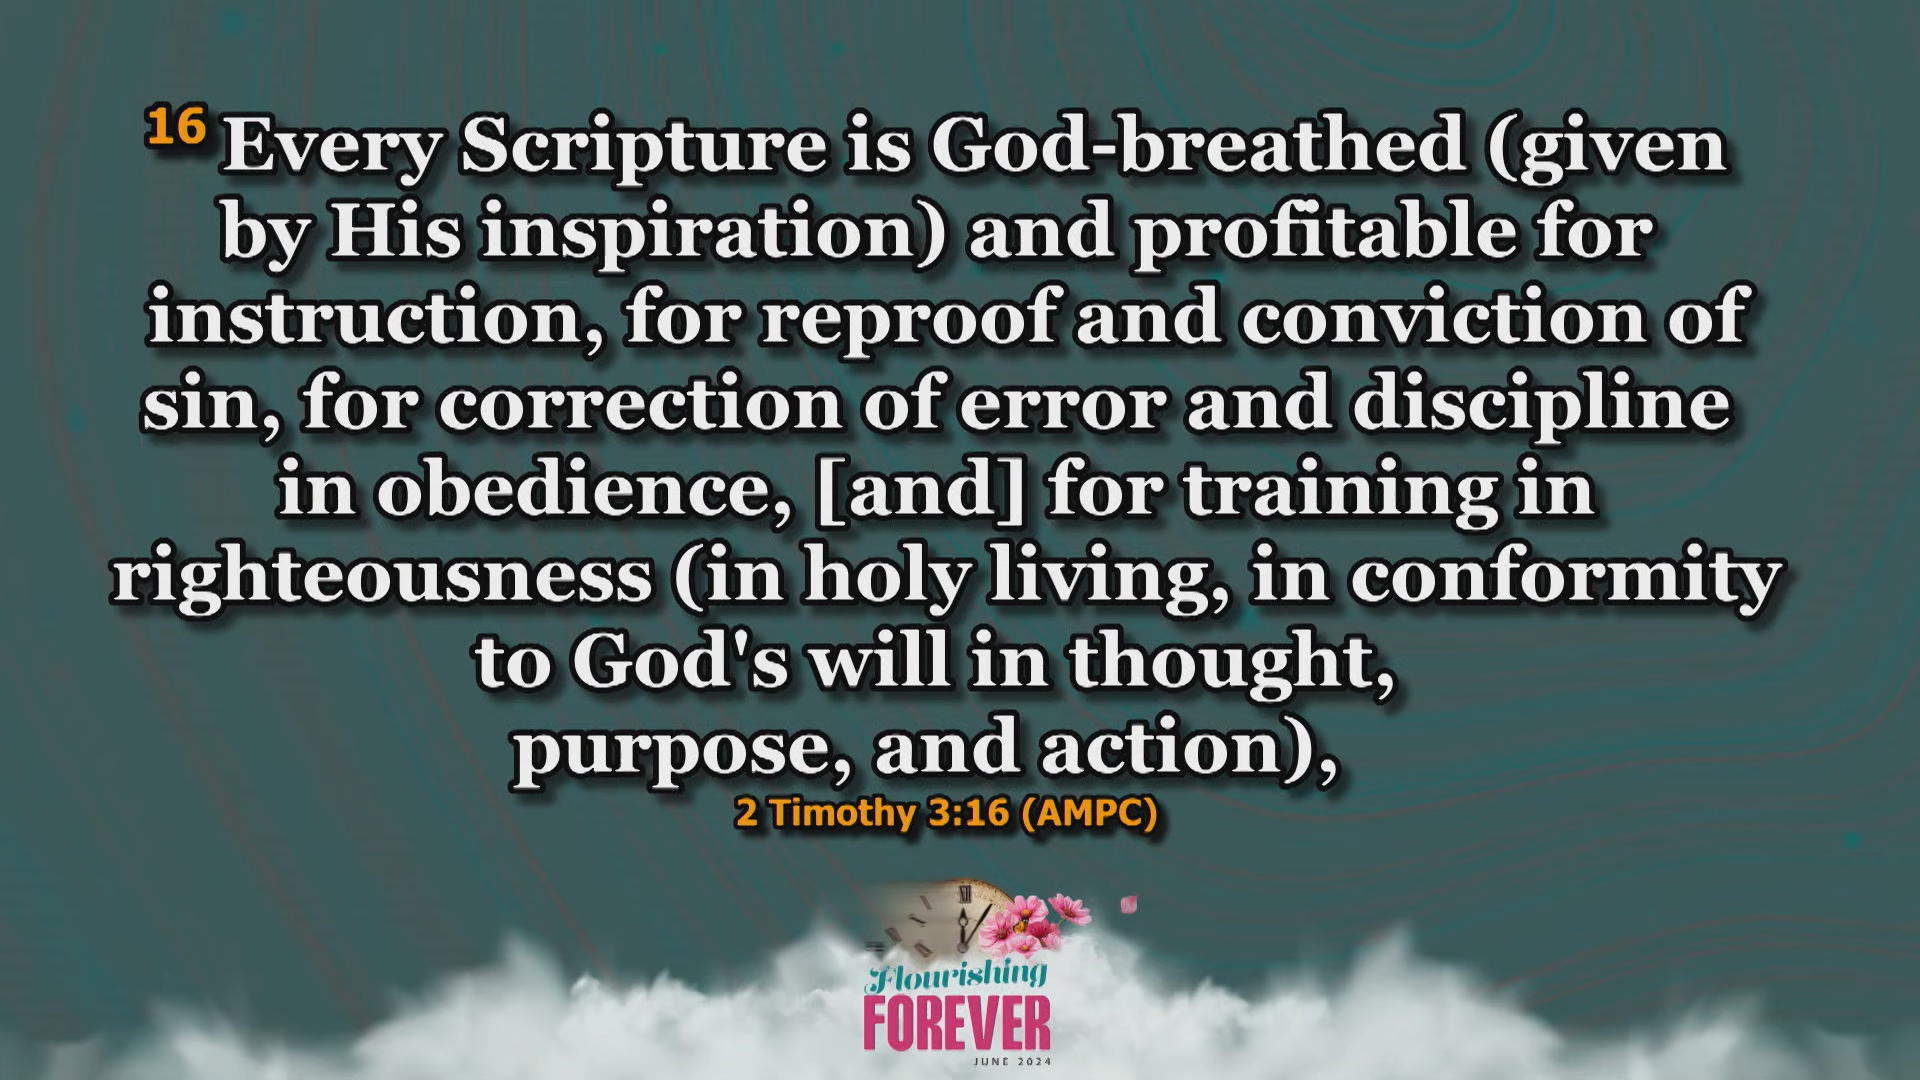 16 Every Scripture is God-breathed (given
by His inspiration) and profitable for
instruction, for reproof and conviction of
sin, for correction of error and discipline
in obedience, [and] for training in
righteousness (in holy living, in conformity
to God's will in thought,
purpose, and action),
2 Timothy 3:16 (AMPC)
XII
Flourishing
FOREVER
JUNE 2024